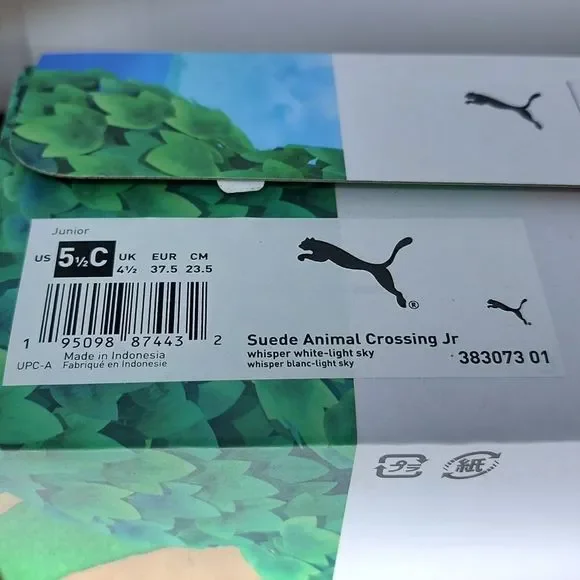 Junior
US 5½C UK 4½ EUR 37.5 CM 23.5
1 95098 87443 2
UPC-A Made in Indonesia
Fabriqué en Indonesie
®
Suede Animal Crossing Jr
whisper white-light sky
whisper blanc-light sky
383073 01
プラ
紙